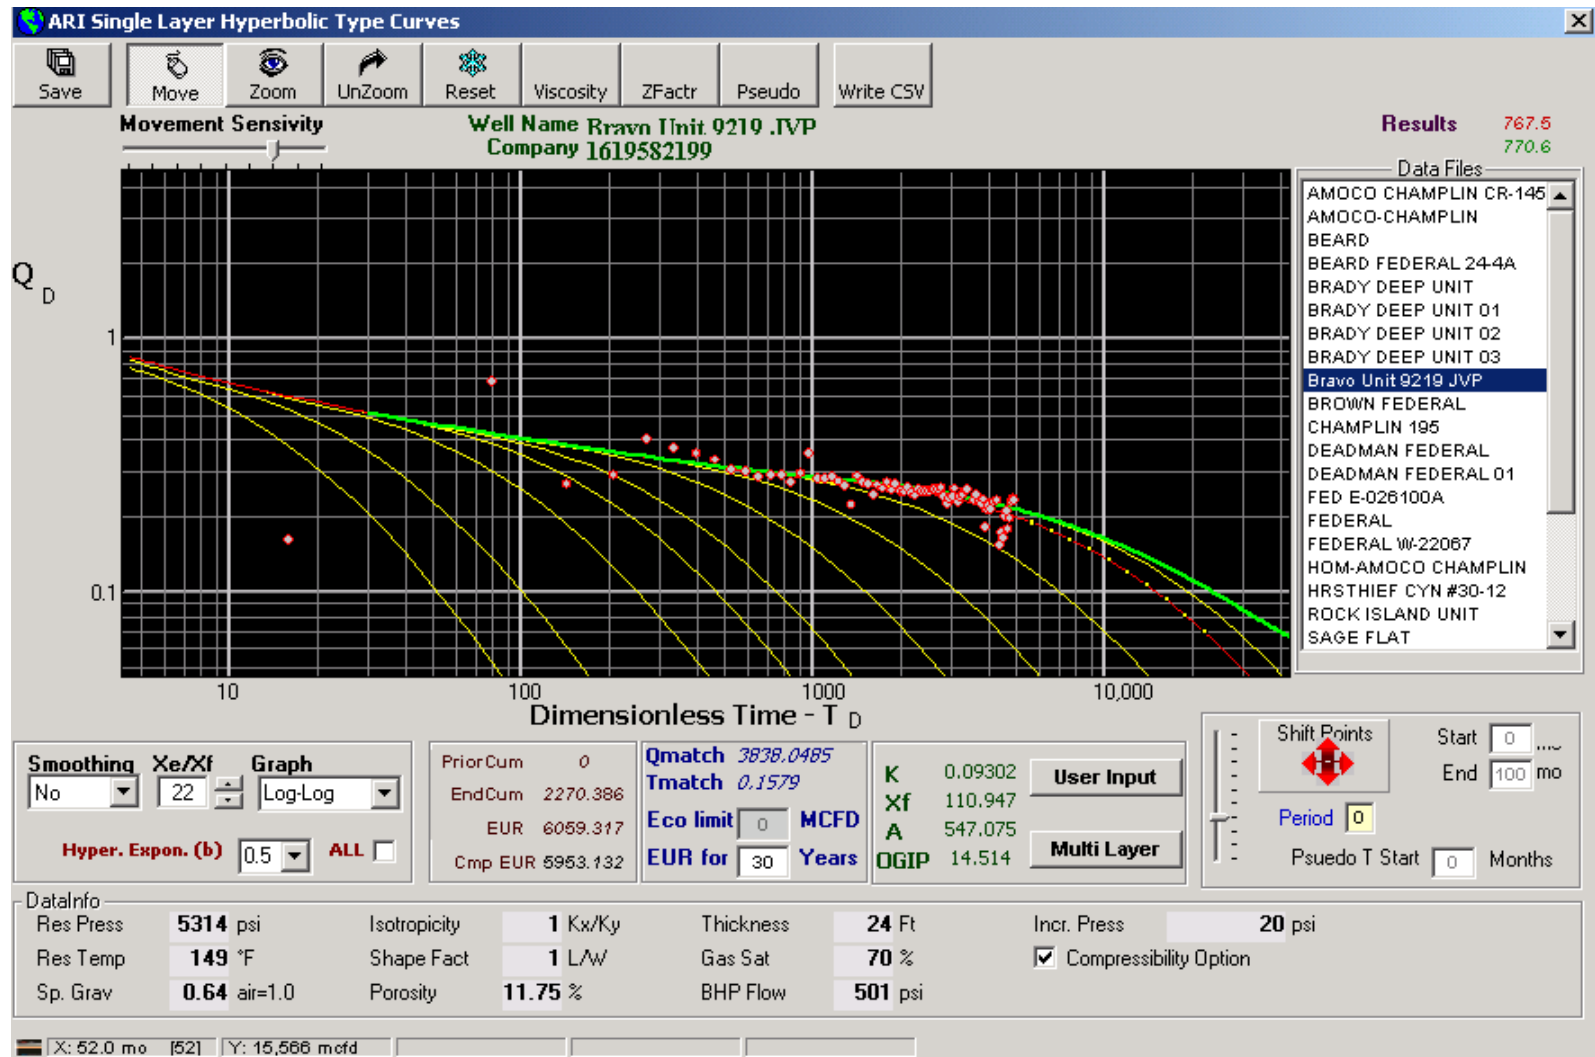 ARI Single Layer Hyperbolic Type Curves
Save Move Zoom UnZoom Reset Viscosity ZFactr Pseudo Write CSV
Movement Sensivity
Well Name Bravo Unit 9219 JVP
Company 1619582199
Results 767.5
770.6
Data Files
AMOCO CHAMPLIN CR-145
AMOCO-CHAMPLIN
BEARD
BEARD FEDERAL 24-4A
BRADY DEEP UNIT
BRADY DEEP UNIT 01
BRADY DEEP UNIT 02
BRADY DEEP UNIT 03
Bravo Unit 9219 JVP
BROWN FEDERAL
CHAMPLIN 195
DEADMAN FEDERAL
DEADMAN FEDERAL 01
FED E-026100A
FEDERAL
FEDERAL W-22067
HOM-AMOCO CHAMPLIN
HRSTHIEF CYN #30-12
ROCK ISLAND UNIT
SAGE FLAT
Q D
1
0.1
10 100 1000 10,000
Dimensionless Time - T D
Smoothing Xe/Xf Graph
No 22 Log-Log
Hyper. Expon. (b) 0.5 ALL
PriorCum 0
EndCum 2270.386
EUR 6059.317
Cmp EUR 5953.132
Qmatch 3838.0485
Tmatch 0.1579
Eco limit 0 MCFD
EUR for 30 Years
K 0.09302
Xf 110.947
A 547.075
OGIP 14.514
User Input
Multi Layer
Shift Points
Start 0
End 100 mo
Period 0
Psuedo T Start 0 Months
DataInfo
Res Press 5314 psi Isotropicity 1 Kx/Ky Thickness 24 Ft Incr. Press 20 psi
Res Temp 149 °F Shape Fact 1 L/W Gas Sat 70 % Compressibility Option
Sp. Grav 0.64 air=1.0 Porosity 11.75 % BHP Flow 501 psi
X: 52.0 mo [52] Y: 15,566 mcfd